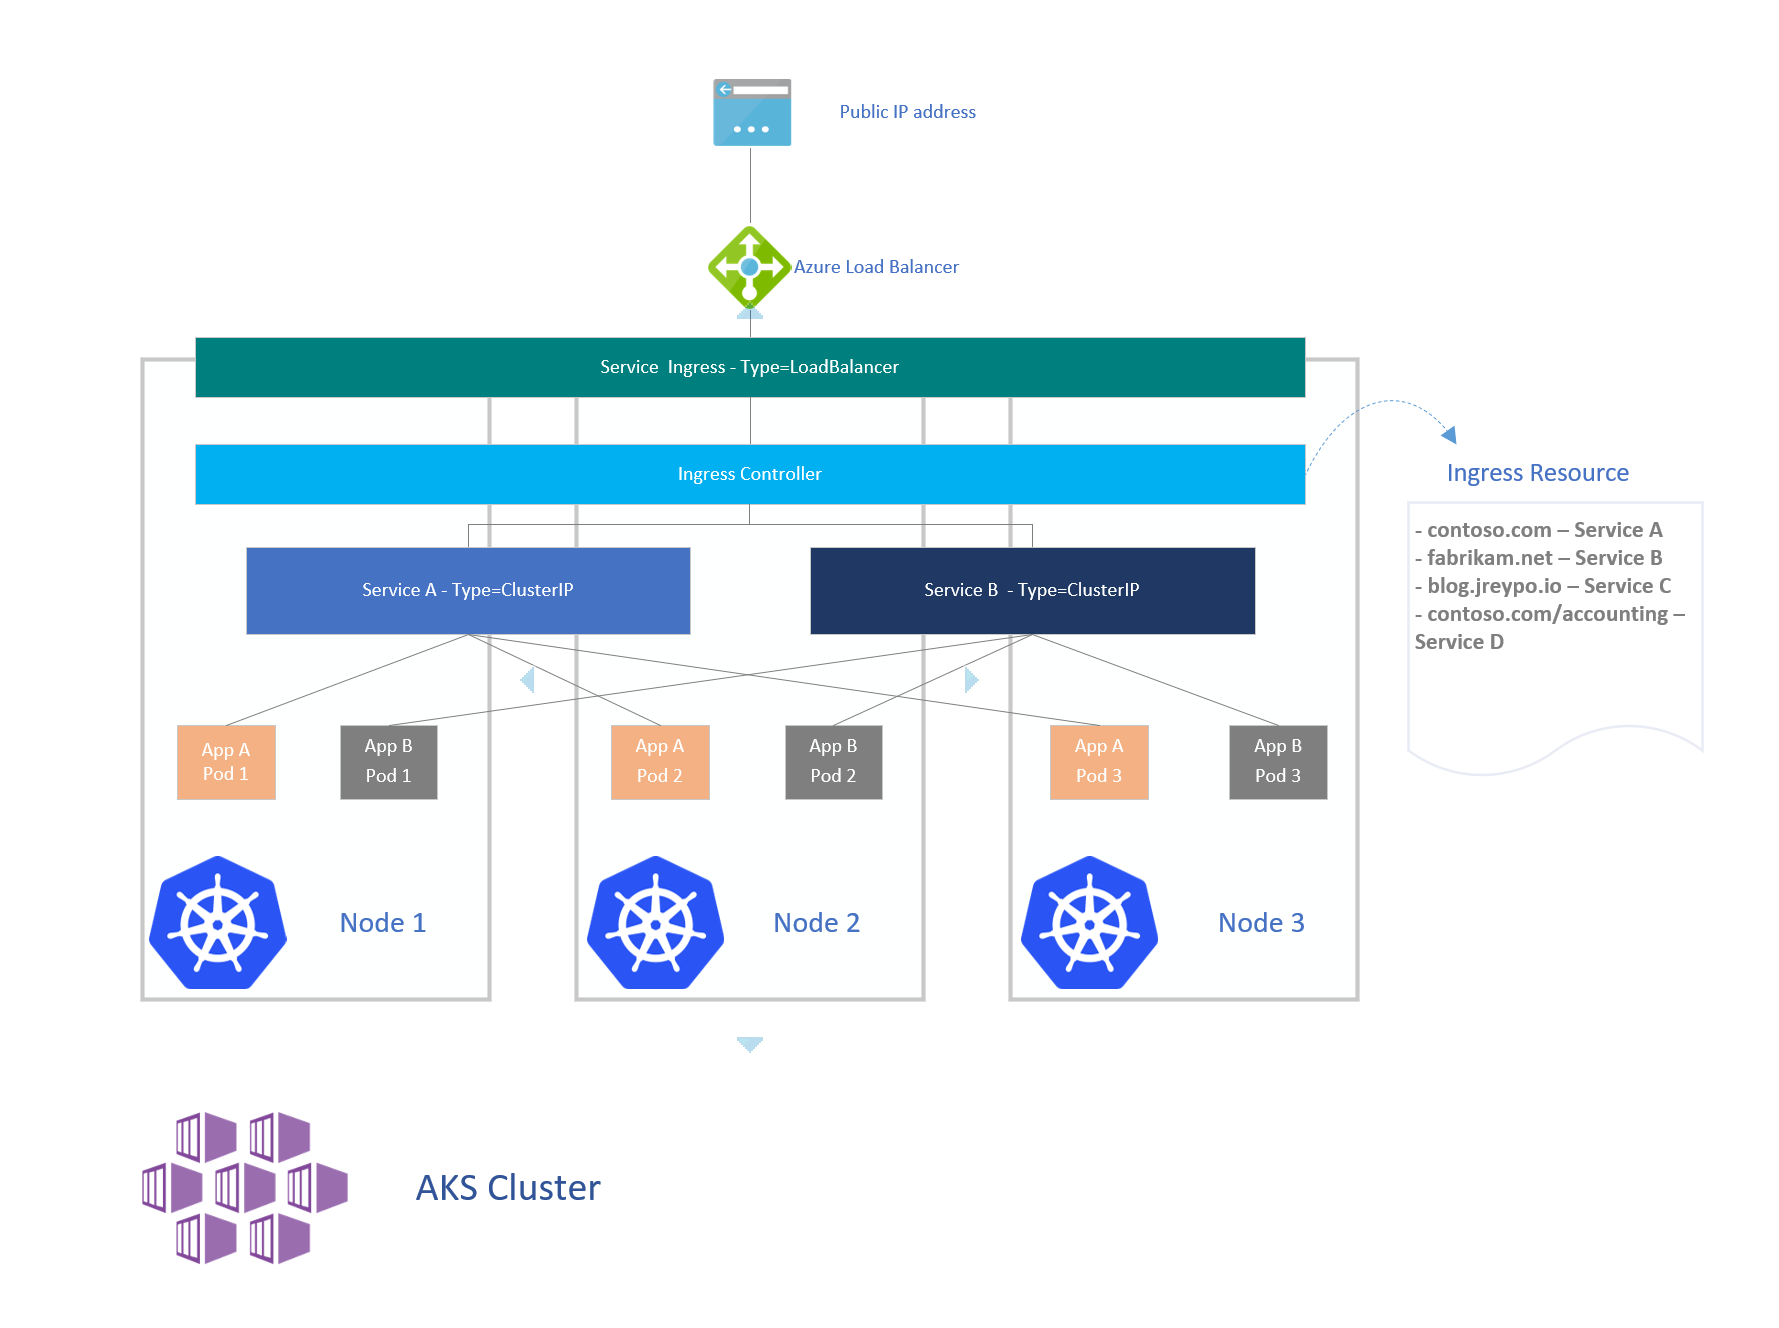 Public IP address
Azure Load Balancer
Service  Ingress - Type=LoadBalancer
Ingress Controller
Ingress Resource
- contoso.com – Service A
- fabrikam.net – Service B
- blog.jreypo.io – Service C
- contoso.com/accounting –
Service D
Service A - Type=ClusterIP
Service B  - Type=ClusterIP
App A
Pod 1
App B
Pod 1
App A
Pod 2
App B
Pod 2
App A
Pod 3
App B
Pod 3
Node 1
Node 2
Node 3
AKS Cluster